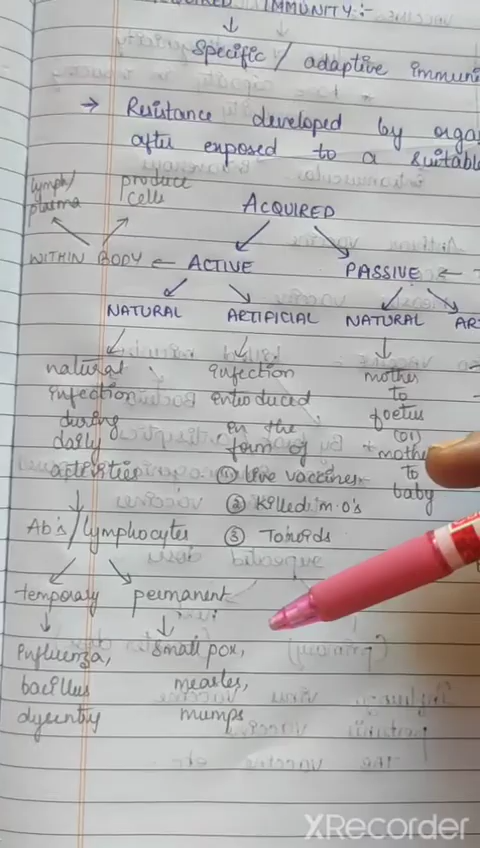 IMMUNITY:-
Specific / adaptive immuni
→ Resistance developed by orga
after exposed to a suitable
lymph/ plasma
produce cells
ACQUIRED
WITHIN BODY ← ACTIVE PASSIVE ←
NATURAL ARTIFICIAL NATURAL AR
natural infection mother
infection introduced to
during in the foetus
daily form of (or)
activities ① live vaccines mother
to
② Killed m.o's baby
Ab's/lymphocytes ③ Toxoids
temporary permanent
Influenza, Small pox,
bacillus measles,
dysentry mumps
XRecorder